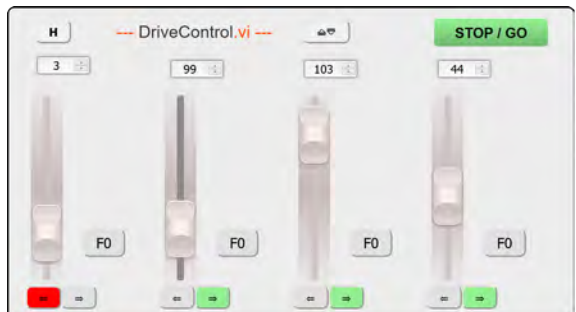 H --- DriveControl.vi --- STOP / GO
3 99 103 44
F0 F0 F0 F0
⇐ ⇒ ⇐ ⇒ ⇐ ⇒ ⇐ ⇒